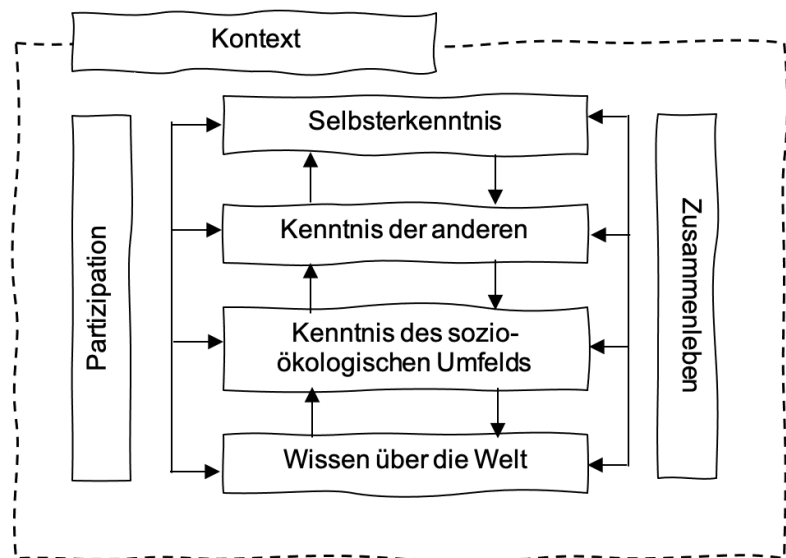 Kontext
Selbsterkenntnis
Kenntnis der anderen
Kenntnis des sozio-
ökologischen Umfelds
Wissen über die Welt
Partizipation
Zusammenleben